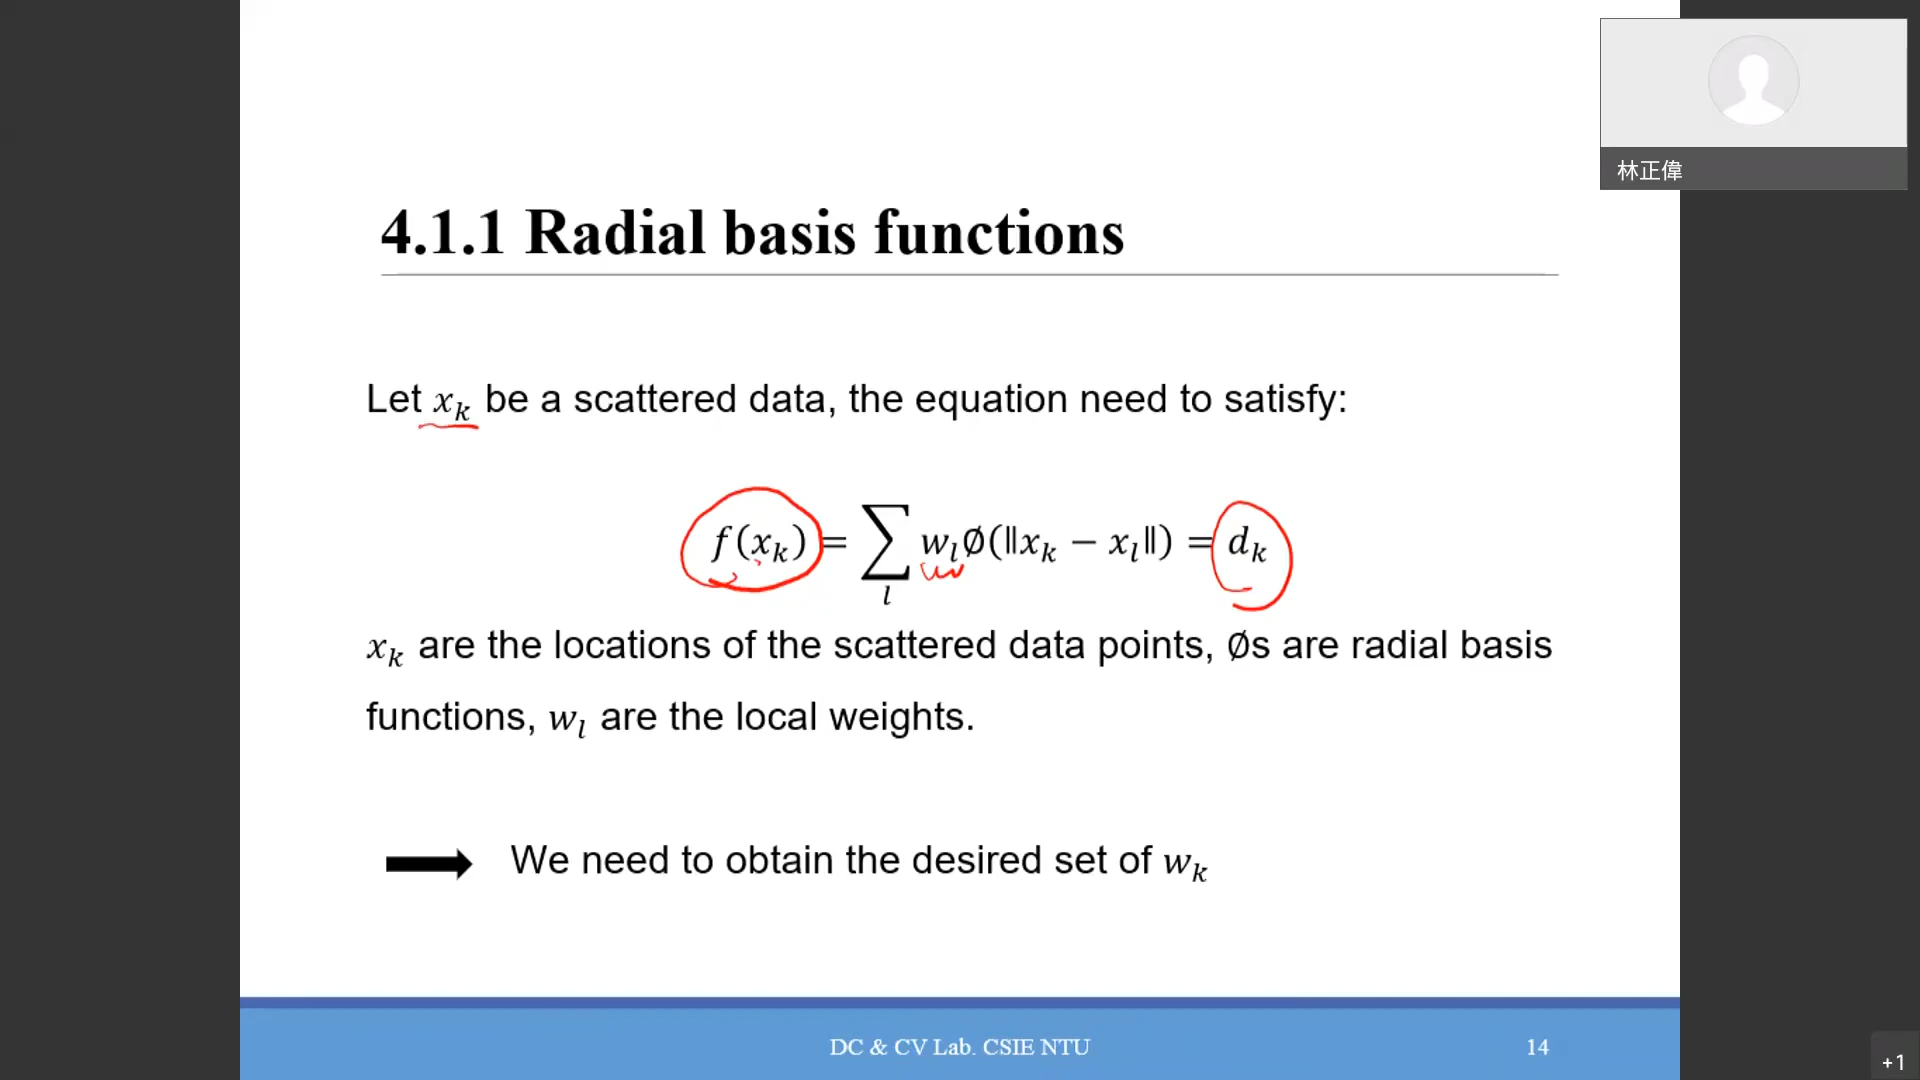 林正偉
4.1.1 Radial basis functions
Let xₖ be a scattered data, the equation need to satisfy:
f(xₖ) = ∑ₗ wₗ∅(‖xₖ − xₗ‖) = dₖ
xₖ are the locations of the scattered data points, ∅s are radial basis
functions, wₗ are the local weights.
We need to obtain the desired set of wₖ
DC & CV Lab. CSIE NTU
14
+1